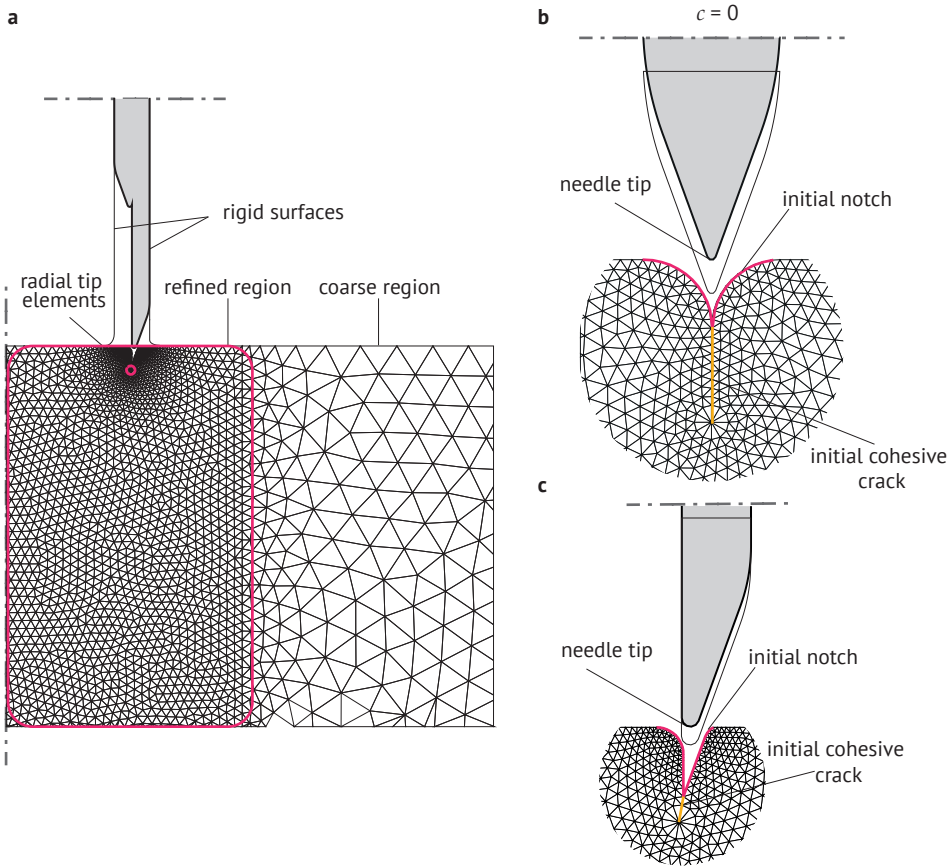 a
rigid surfaces
radial tip
elements
refined region
coarse region
b
c = 0
needle tip
initial notch
initial cohesive
crack
c
needle tip
initial notch
initial cohesive
crack